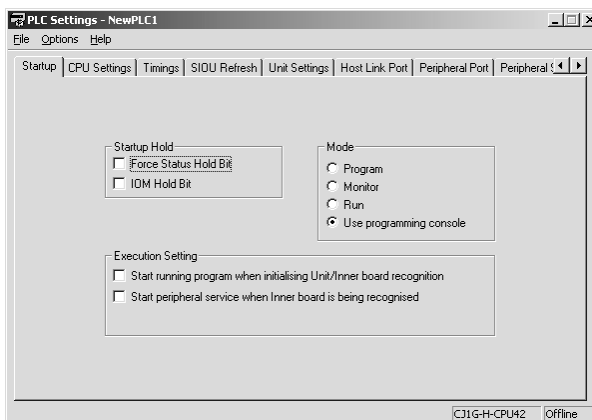 PLC Settings - NewPLC1
File Options Help
Startup CPU Settings Timings SIOU Refresh Unit Settings Host Link Port Peripheral Port Peripheral
Startup Hold
Force Status Hold Bit
IOM Hold Bit
Mode
Program
Monitor
Run
Use programming console
Execution Setting
Start running program when initialising Unit/Inner board recognition
Start peripheral service when Inner board is being recognised
CJ1G-H-CPU42 Offline